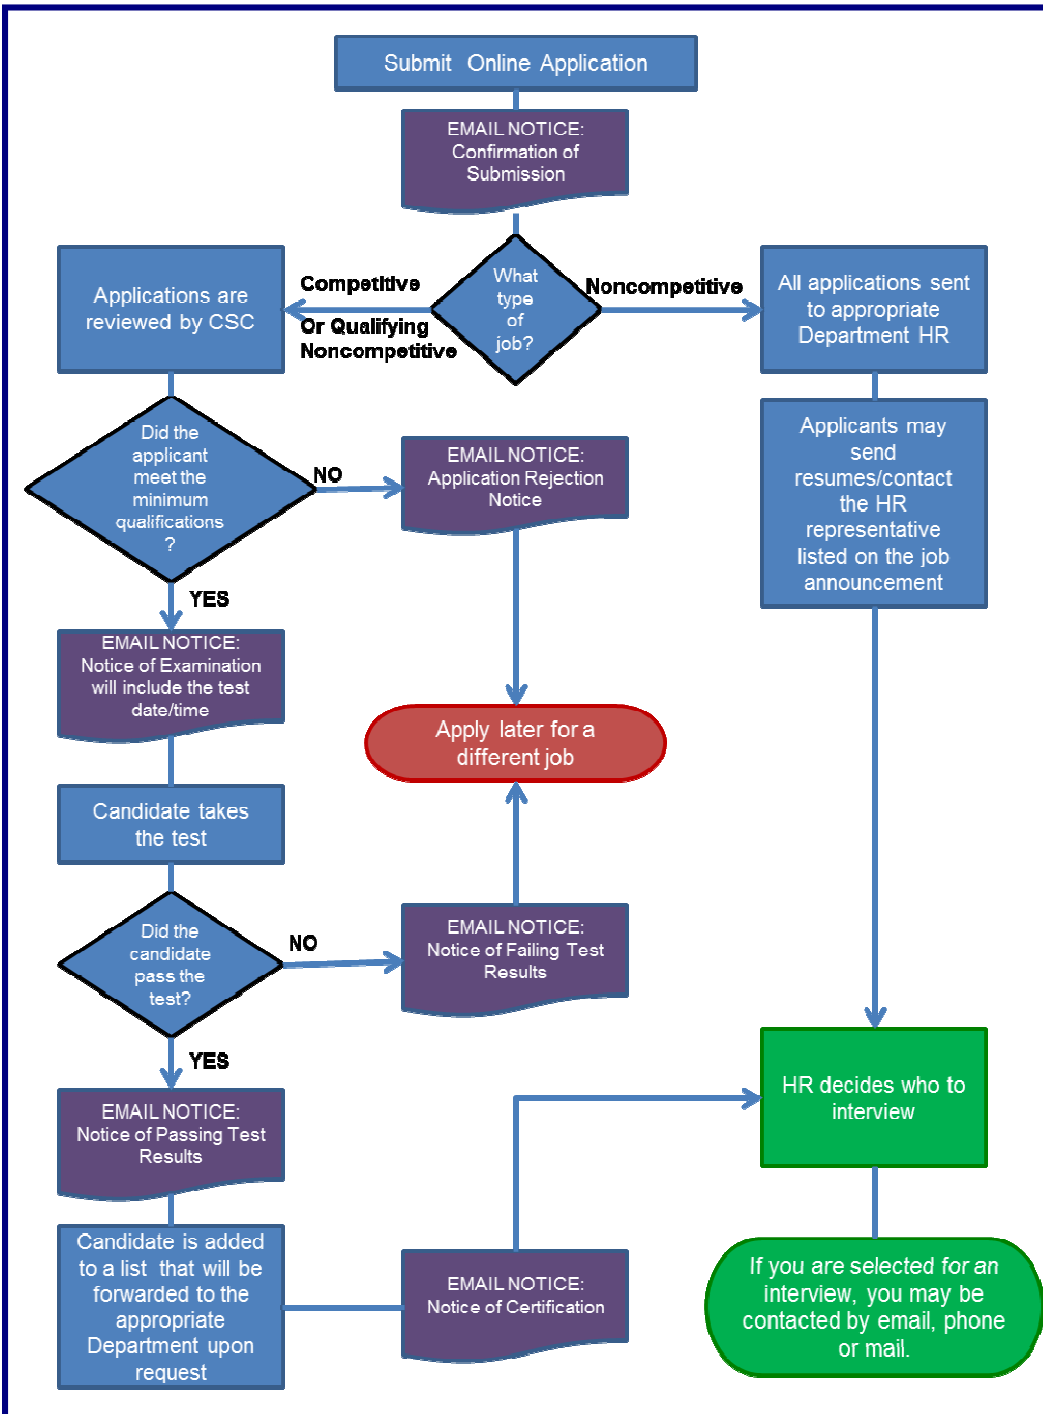 Submit Online Application
EMAIL NOTICE:
Confirmation of
Submission
What
type
of
job?
Competitive
Or Qualifying
Noncompetitive
Noncompetitive
Applications are
reviewed by CSC
All applications sent
to appropriate
Department HR
Did the
applicant
meet the
minimum
qualifications
?
NO
EMAIL NOTICE:
Application Rejection
Notice
Applicants may
send
resumes/contact
the HR
representative
listed on the job
announcement
YES
EMAIL NOTICE:
Notice of Examination
will include the test
date/time
Apply later for a
different job
Candidate takes
the test
Did the
candidate
pass the
test?
NO
EMAIL NOTICE:
Notice of Failing Test
Results
YES
EMAIL NOTICE:
Notice of Passing Test
Results
HR decides who to
interview
Candidate is added
to a list that will be
forwarded to the
appropriate
Department upon
request
EMAIL NOTICE:
Notice of Certification
If you are selected for an
interview, you may be
contacted by email, phone
or mail.